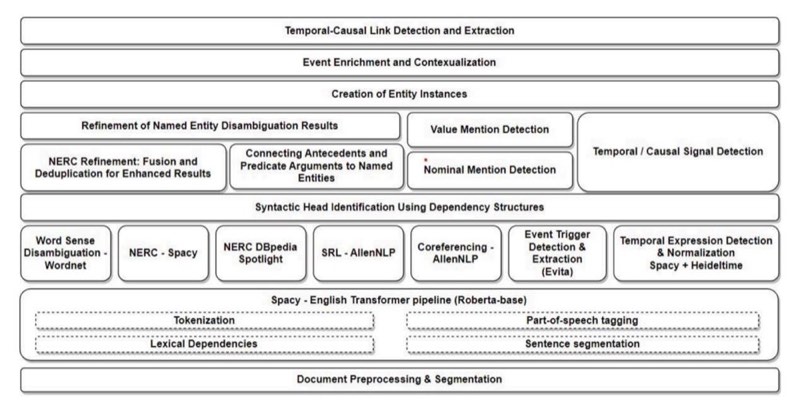 Temporal-Causal Link Detection and Extraction
Event Enrichment and Contexualization
Creation of Entity Instances
Refinement of Named Entity Disambiguation Results
Value Mention Detection
Temporal / Causal Signal Detection
NERC Refinement: Fusion and
Deduplication for Enhanced Results
Connecting Antecedents and
Predicate Arguments to Named
Entities
Nominal Mention Detection
Syntactic Head Identification Using Dependency Structures
Word Sense
Disambiguation -
Wordnet
NERC - Spacy
NERC DBpedia
Spotlight
SRL - AllenNLP
Coreferencing -
AllenNLP
Event Trigger
Detection &
Extraction
(Evita)
Temporal Expression Detection
& Normalization
Spacy + Heideltime
Spacy - English Transformer pipeline (Roberta-base)
Tokenization
Part-of-speech tagging
Lexical Dependencies
Sentence segmentation
Document Preprocessing & Segmentation